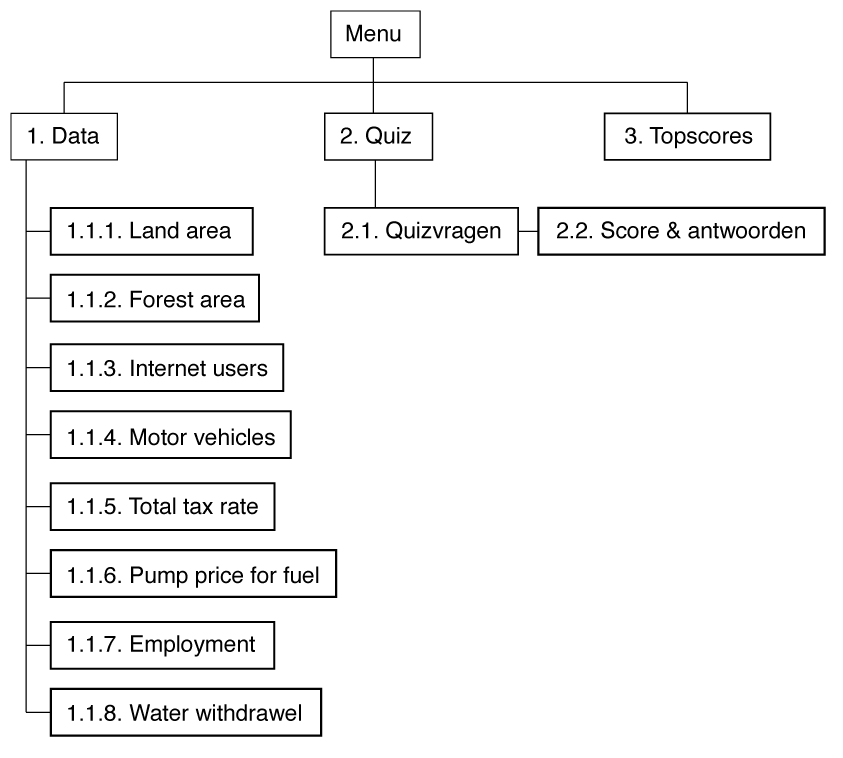 Menu
1. Data
2. Quiz
3. Topscores
1.1.1. Land area
2.1. Quizvragen
2.2. Score & antwoorden
1.1.2. Forest area
1.1.3. Internet users
1.1.4. Motor vehicles
1.1.5. Total tax rate
1.1.6. Pump price for fuel
1.1.7. Employment
1.1.8. Water withdrawel